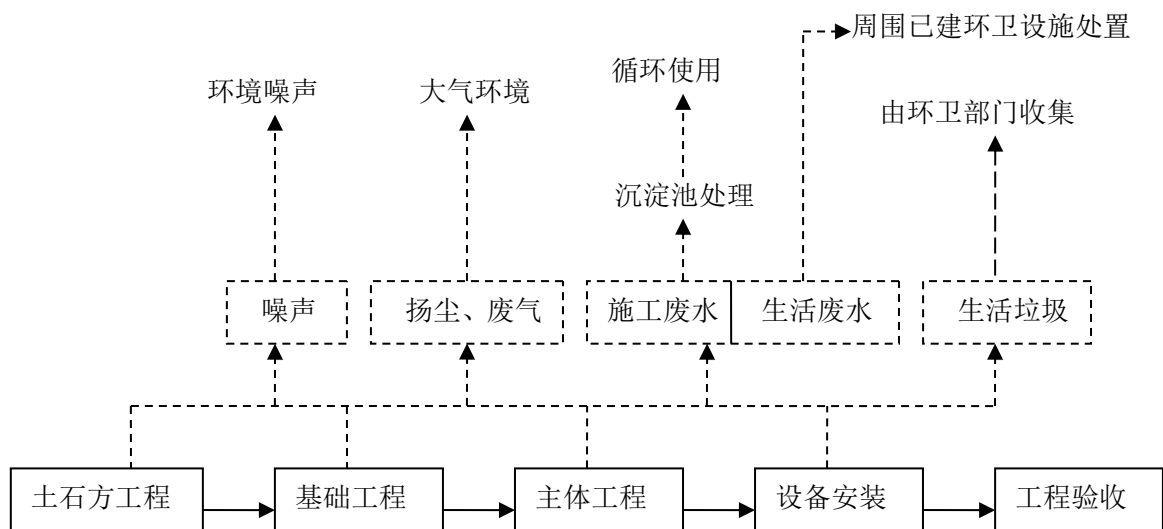 周围已建环卫设施处置
循环使用
环境噪声
大气环境
由环卫部门收集
沉淀池处理
噪声
扬尘、废气
施工废水
生活废水
生活垃圾
土石方工程
基础工程
主体工程
设备安装
工程验收